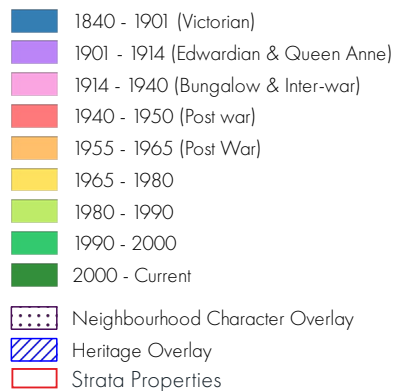 1840 - 1901 (Victorian)
1901 - 1914 (Edwardian & Queen Anne)
1914 - 1940 (Bungalow & Inter-war)
1940 - 1950 (Post war)
1955 - 1965 (Post War)
1965 - 1980
1980 - 1990
1990 - 2000
2000 - Current
Neighbourhood Character Overlay
Heritage Overlay
Strata Properties